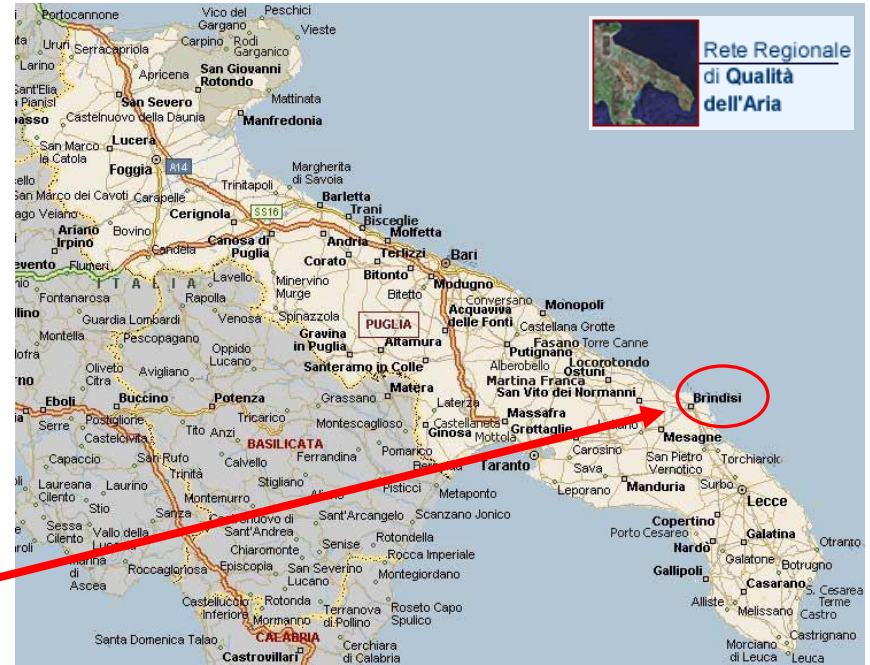 Portocannone
Vico del
Gargano
Peschici
Vieste
Ururi
Serracapriola
Carpino
Rodi
Garganico
Larino
Apricena
San Giovanni
Rotondo
Sant'Elia
a Pianisi
San Severo
Mattinata
Castelnuovo della Daunia
Manfredonia
San Marco
la Catola
Lucera
Foggia
A14
Margherita
di Savoia
Trinitapoli
San Marco dei Cavoti
Carapelle
SS16
Barletta
Trani
Bisceglie
Molfetta
Cerignola
Ariano
Irpino
Bovino
Canosa di
Puglia
Andria
Terlizzi
Bari
Candela
Corato
Flumeri
Bitonto
Modugno
ITALIA
Lavello
Minervino
Murge
Bitetto
Conversano
Monopoli
Fontanarosa
Rapolla
Acquaviva
delle Fonti
Guardia Lombardi
Venosa
Spinazzola
PUGLIA
Castellana Grotte
Montella
Pescopagano
Gravina
in Puglia
Altamura
Fasano
Torre Canne
Putignano
Oppido
Lucano
Alberobello
Locorotondo
Oliveto
Citra
Avigliano
Santeramo in Colle
Ostuni
Martina Franca
Matera
San Vito dei Normanni
Brindisi
Eboli
Buccino
Potenza
Grassano
Laterza
Massafra
Serre
Postiglione
Tricarico
Montescaglioso
Castellaneta
Grottaglie
Mesagne
Castelcivita
Tito
Anzi
Ginosa
Mottola
BASILICATA
Carosino
San Pietro
Vernotico
Torchiarolo
Capaccio
San Rufo
Calvello
Ferrandina
Pomarico
Taranto
Sava
Trinità
Laureana
Cilento
Laurino
Stigliano
Pisticci
Metaponto
Leporano
Manduria
Surbo
Lecce
Montemurro
Stio
Sanza
Sant'Arcangelo
Scanzano Jonico
Copertino
Sessa
Cilento
Vallo della
Sant'Andrea
Porto Cesareo
Galatina
Otranto
Senise
Rotondella
Nardò
Chiaromonte
Rocca Imperiale
Galatone
Botrugno
di
Ascea
Roccagloriosa
Episcopia
San Severino
Lucano
Montegiordano
Gallipoli
Casarano
S. Cesarea
Terme
Castelluccio
Inferiore
Rotonda
Terranova
di Pollino
Roseto Capo
Spulico
Alliste
Melissano
Castro
Mormanno
Santa Domenica Talao
CALABRIA
Castrignano
Castrovillari
Cerchiara
di Calabria
Morciano
di Leuca
Leuca
Rete Regionale
di Qualità
dell'Aria